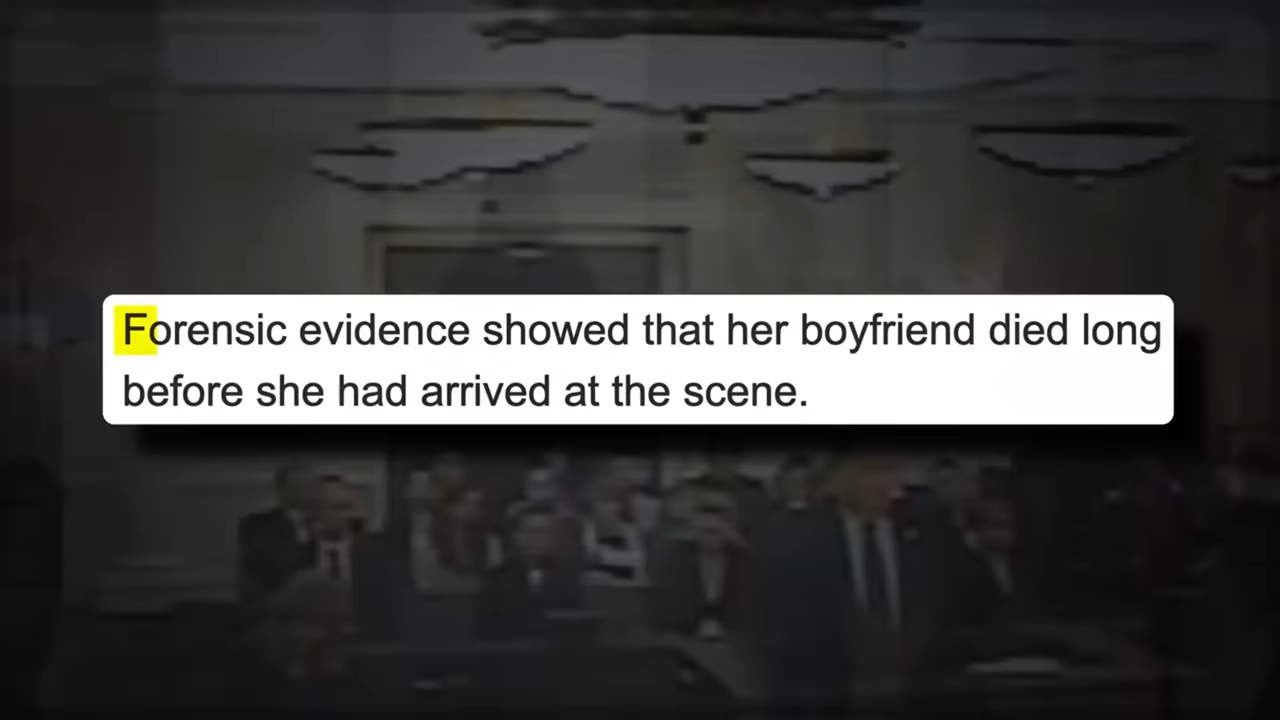 Forensic evidence showed that her boyfriend died long
before she had arrived at the scene.